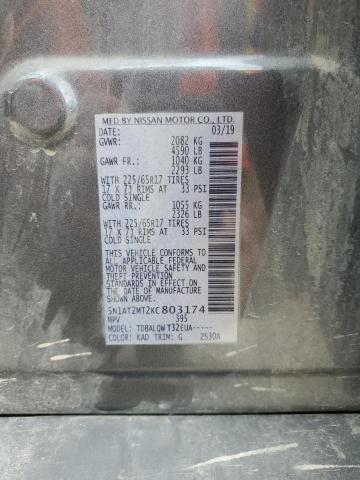 MFD BY NISSAN MOTOR CO., LTD.
DATE: 03/19
GVWR: 2082 KG
4590 LB
GAWR FR.: 1040 KG
2293 LB
WITH 225/65R17 TIRES
17 X 7J RIMS AT 33 PSI
COLD SINGLE
GAWR RR.: 1055 KG
2326 LB
WITH 225/65R17 TIRES
17 X 7J RIMS AT 33 PSI
COLD SINGLE
THIS VEHICLE CONFORMS TO
ALL APPLICABLE FEDERAL
MOTOR VEHICLE SAFETY
AND THEFT PREVENTION
STANDARDS IN EFFECT ON
THE DATE OF MANUFACTURE
SHOWN ABOVE
5N1AT2MT2KC803174
MPV 395
MODEL: TDBALQW T32EUA-----
COLOR: KAD TRIM: G ZS30A